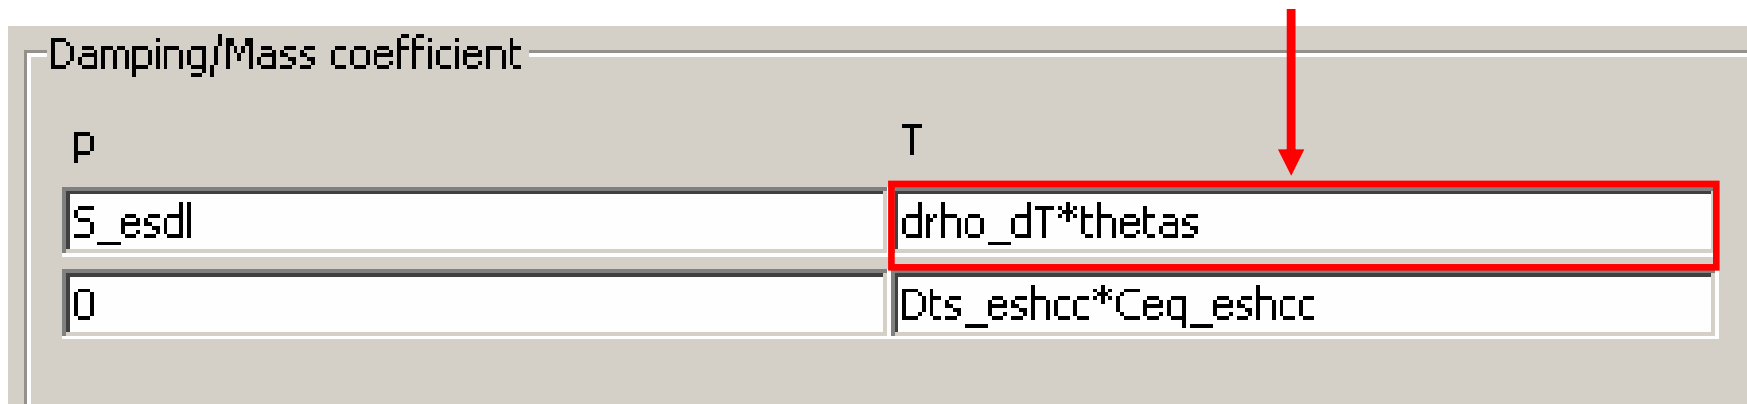 Damping/Mass coefficient
p T
S_esdl drho_dT*thetas
0 Dts_eshcc*Ceq_eshcc